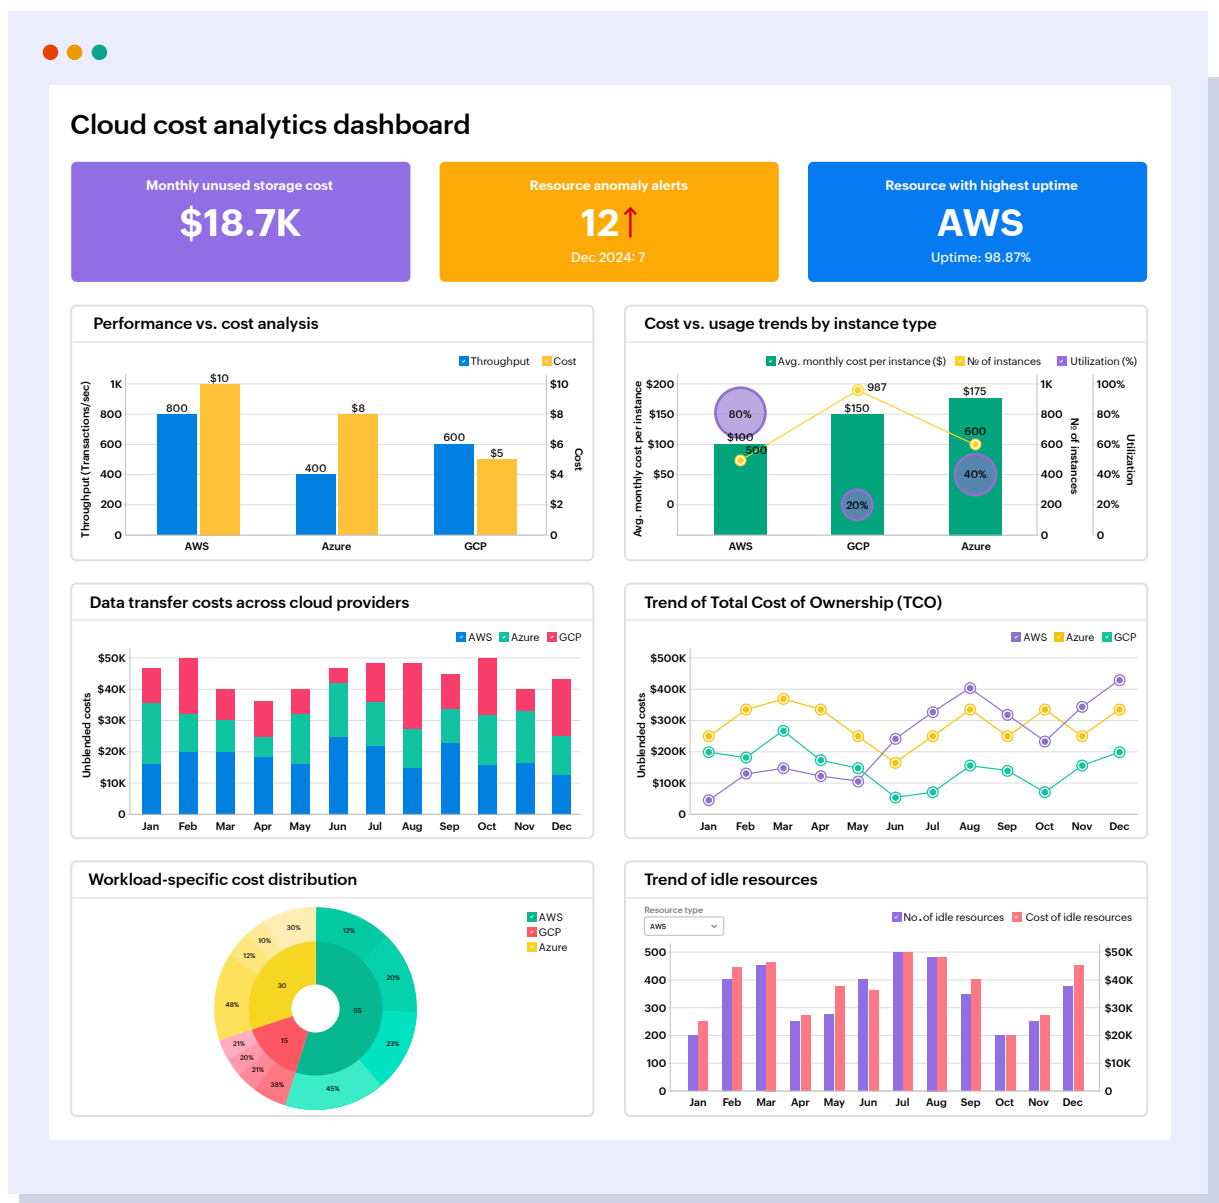 Cloud cost analytics dashboard
Monthly unused storage cost
$18.7K
Resource anomaly alerts
12↑
Dec 2024: 7
Resource with highest uptime
AWS
Uptime: 98.87%
Performance vs. cost analysis
Throughput Cost
Throughput (Transactions/sec)
1K
800
600
400
200
0
800
$10
400
$8
600
$5
$10
$8
$6
$4
$2
0
Cost
AWS Azure GCP
Cost vs. usage trends by instance type
Avg. monthly cost per instance ($) № of instances Utilization (%)
Avg. monthly cost per instance
$200
$150
$100
$50
0
80%
$100
500
987
$150
20%
$175
600
40%
1K
800
600
400
200
0
№ of instances
100%
80%
60%
40%
20%
0
Utilization
AWS GCP Azure
Data transfer costs across cloud providers
AWS Azure GCP
Unblended costs
$50K
$40K
$30K
$20K
$10K
0
Jan Feb Mar Apr May Jun Jul Aug Sep Oct Nov Dec
Trend of Total Cost of Ownership (TCO)
AWS Azure GCP
Unblended costs
$500K
$400K
$300K
$200K
$100K
0
Jan Feb Mar Apr May Jun Jul Aug Sep Oct Nov Dec
Workload-specific cost distribution
AWS
GCP
Azure
30%
12%
10%
12%
20%
30
48%
55
15
21%
20%
21%
23%
38%
45%
Trend of idle resources
Resource type
AWS
No. of idle resources Cost of idle resources
500
400
300
200
100
0
$50K
$40K
$30K
$20K
$10K
0
Jan Feb Mar Apr May Jun Jul Aug Sep Oct Nov Dec